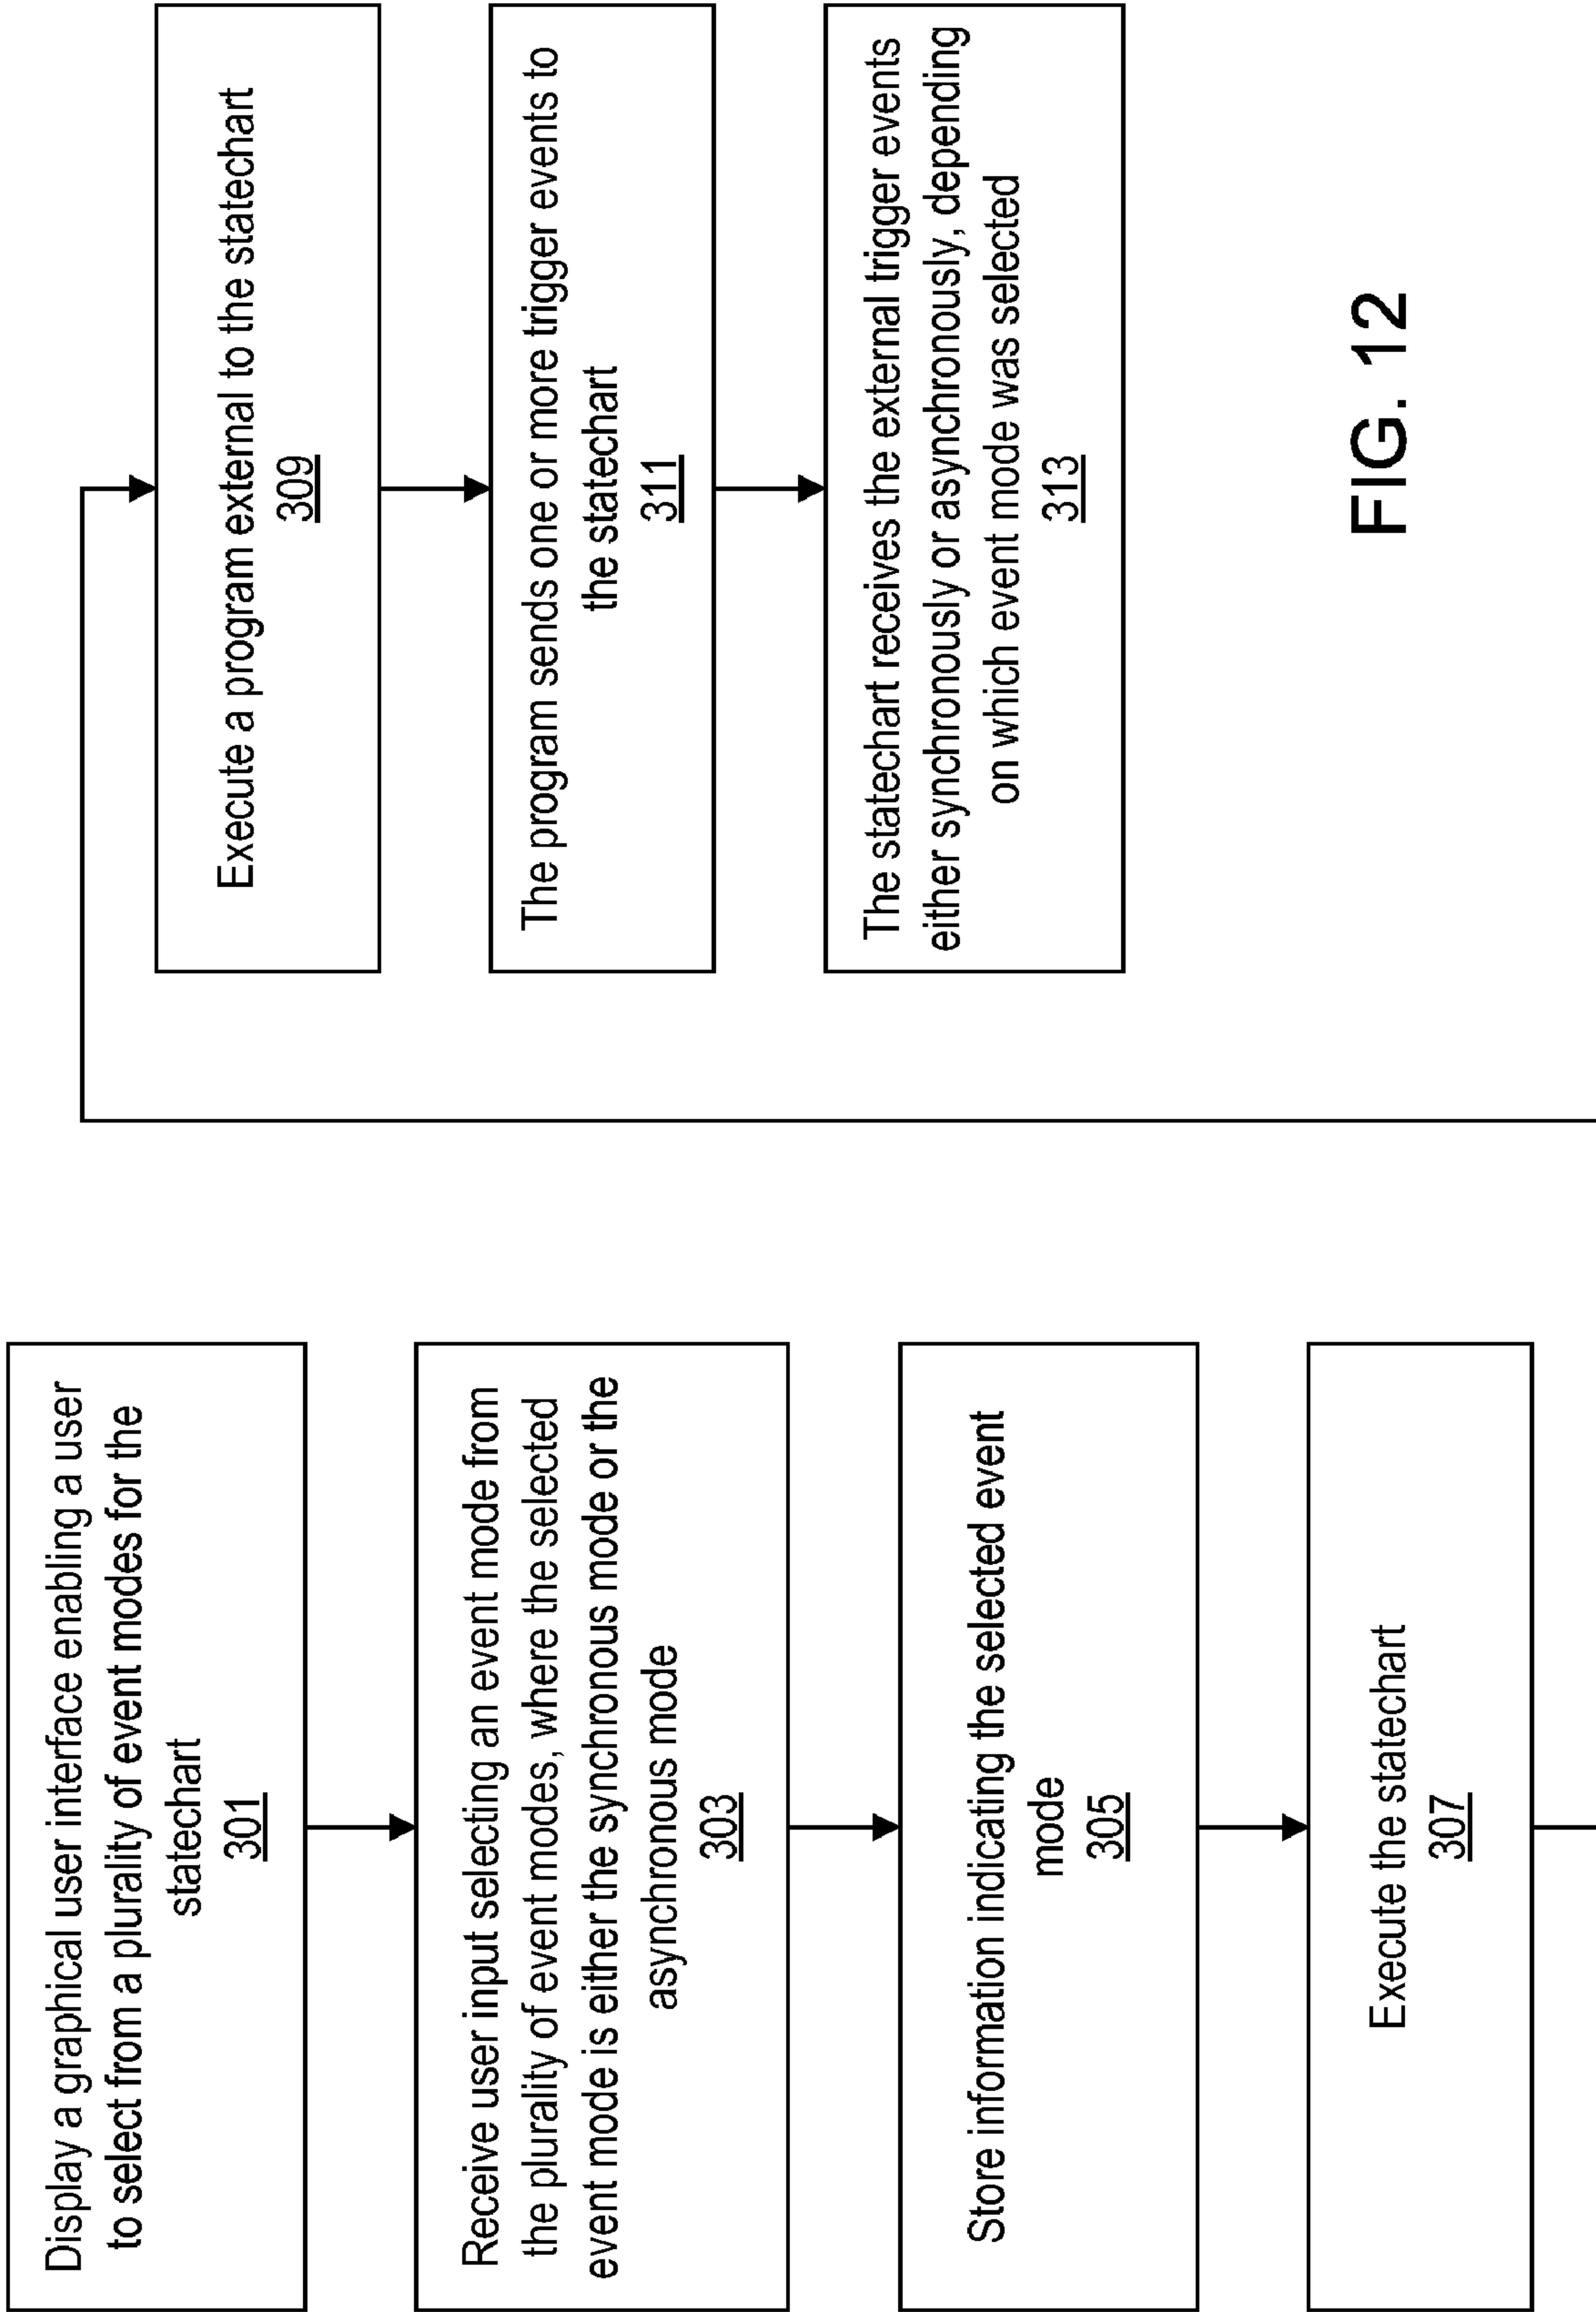 Display a graphical user interface enabling a user
to select from a plurality of event modes for the
statechart
301
Receive user input selecting an event mode from
the plurality of event modes, where the selected
event mode is either the synchronous mode or the
asynchronous mode
303
Store information indicating the selected event
mode
305
Execute the statechart
307
Execute a program external to the statechart
309
The program sends one or more trigger events to
the statechart
311
The statechart receives the external trigger events
either synchronously or asynchronously, depending
on which event mode was selected
313
FIG. 12